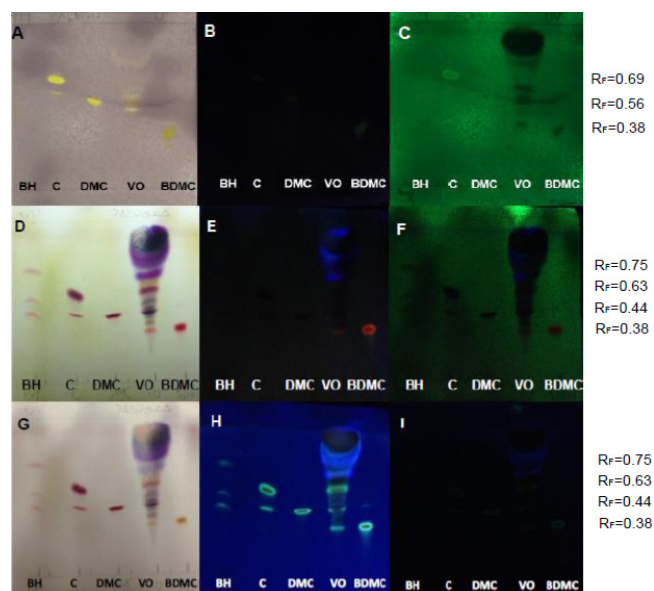 A
B
C
RF=0.69
RF=0.56
RF=0.38
BH C DMC VO BDMC
BH C DMC VO BDMC
BH C DMC VO BDMC
D
E
F
RF=0.75
RF=0.63
RF=0.44
RF=0.38
BH C DMC VO BDMC
BH C DMC VO BDMC
BH C DMC VO BDMC
G
H
I
RF=0.75
RF=0.63
RF=0.44
RF=0.38
BH C DMC VO BDMC
BH C DMC VO BDMC
BH C DMC VO BDMC